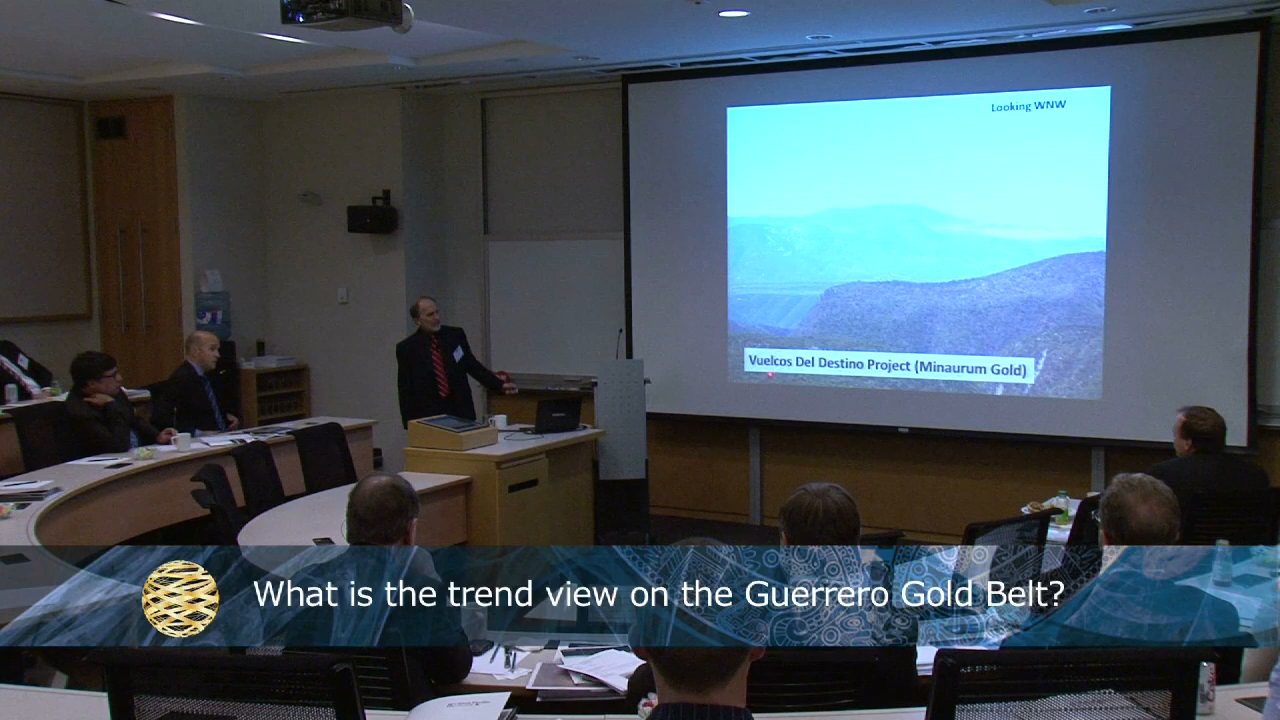 Looking WNW
Vuelcos Del Destino Project (Minaurum Gold)
What is the trend view on the Guerrero Gold Belt?